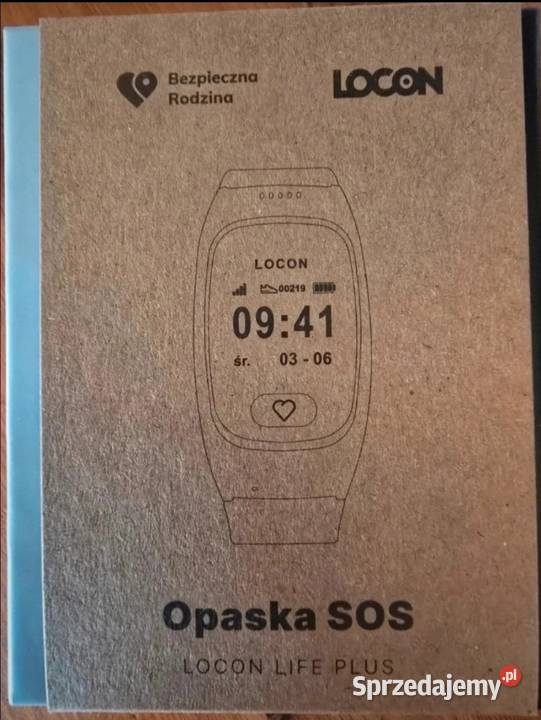 Bezpieczna
Rodzina
LOCON
LOCON
00219
09:41
śr. 03 - 06
Opaska SOS
LOCON LIFE PLUS
Sprzedajemy.pl